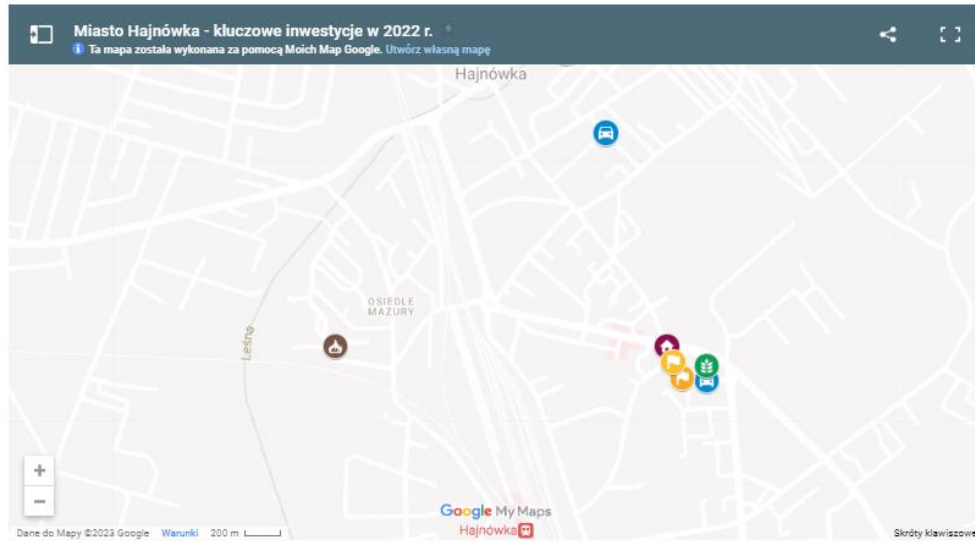 Miasto Hajnówka - kluczowe inwestycje w 2022 r.
Ta mapa została wykonana za pomocą Moich Map Google. Utwórz własną mapę
Hajnówka
OSIEDLE
MAZURY
Leśna
Google My Maps
Hajnówka
Dane do Mapy ©2023 Google Warunki 200 m
Skróty klawiszowe